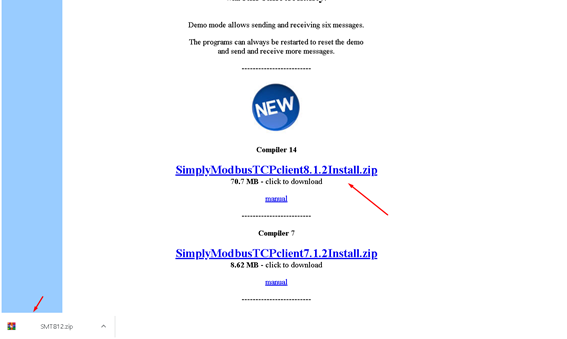 Demo mode allows sending and receiving six messages.
The programs can always be restarted to reset the demo
and send and receive more messages.
-------------------------
NEW
Compiler 14
SimplyModbusTCPclient8.1.2Install.zip
70.7 MB - click to download
manual
-------------------------
Compiler 7
SimplyModbusTCPclient7.1.2Install.zip
8.62 MB - click to download
manual
-------------------------
SMT812.zip